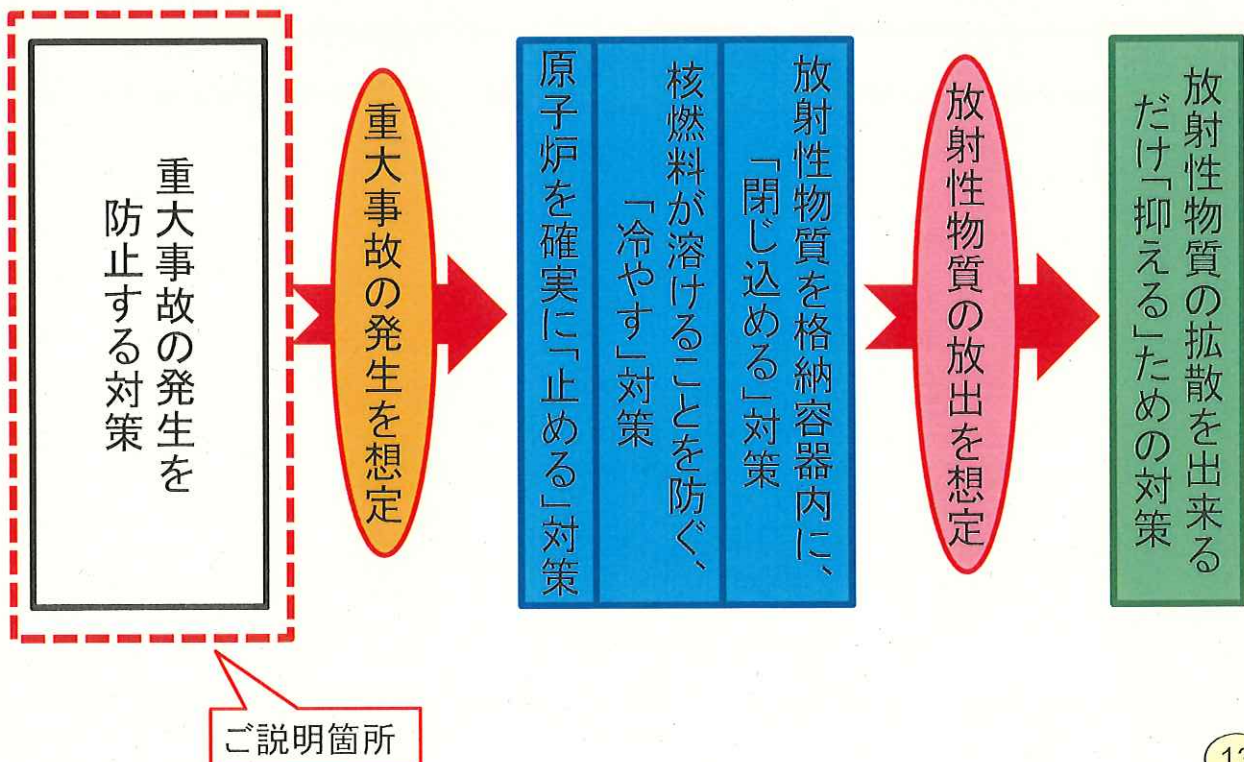 重大事故の発生を
防止する対策
重大事故の発生を想定
原子炉を確実に「止める」対策
核燃料が溶けることを防ぐ、
「冷やす」対策
放射性物質を格納容器内に、
「閉じ込める」対策
放射性物質の放出を想定
放射性物質の拡散を出来る
だけ「抑える」ための対策
ご説明箇所